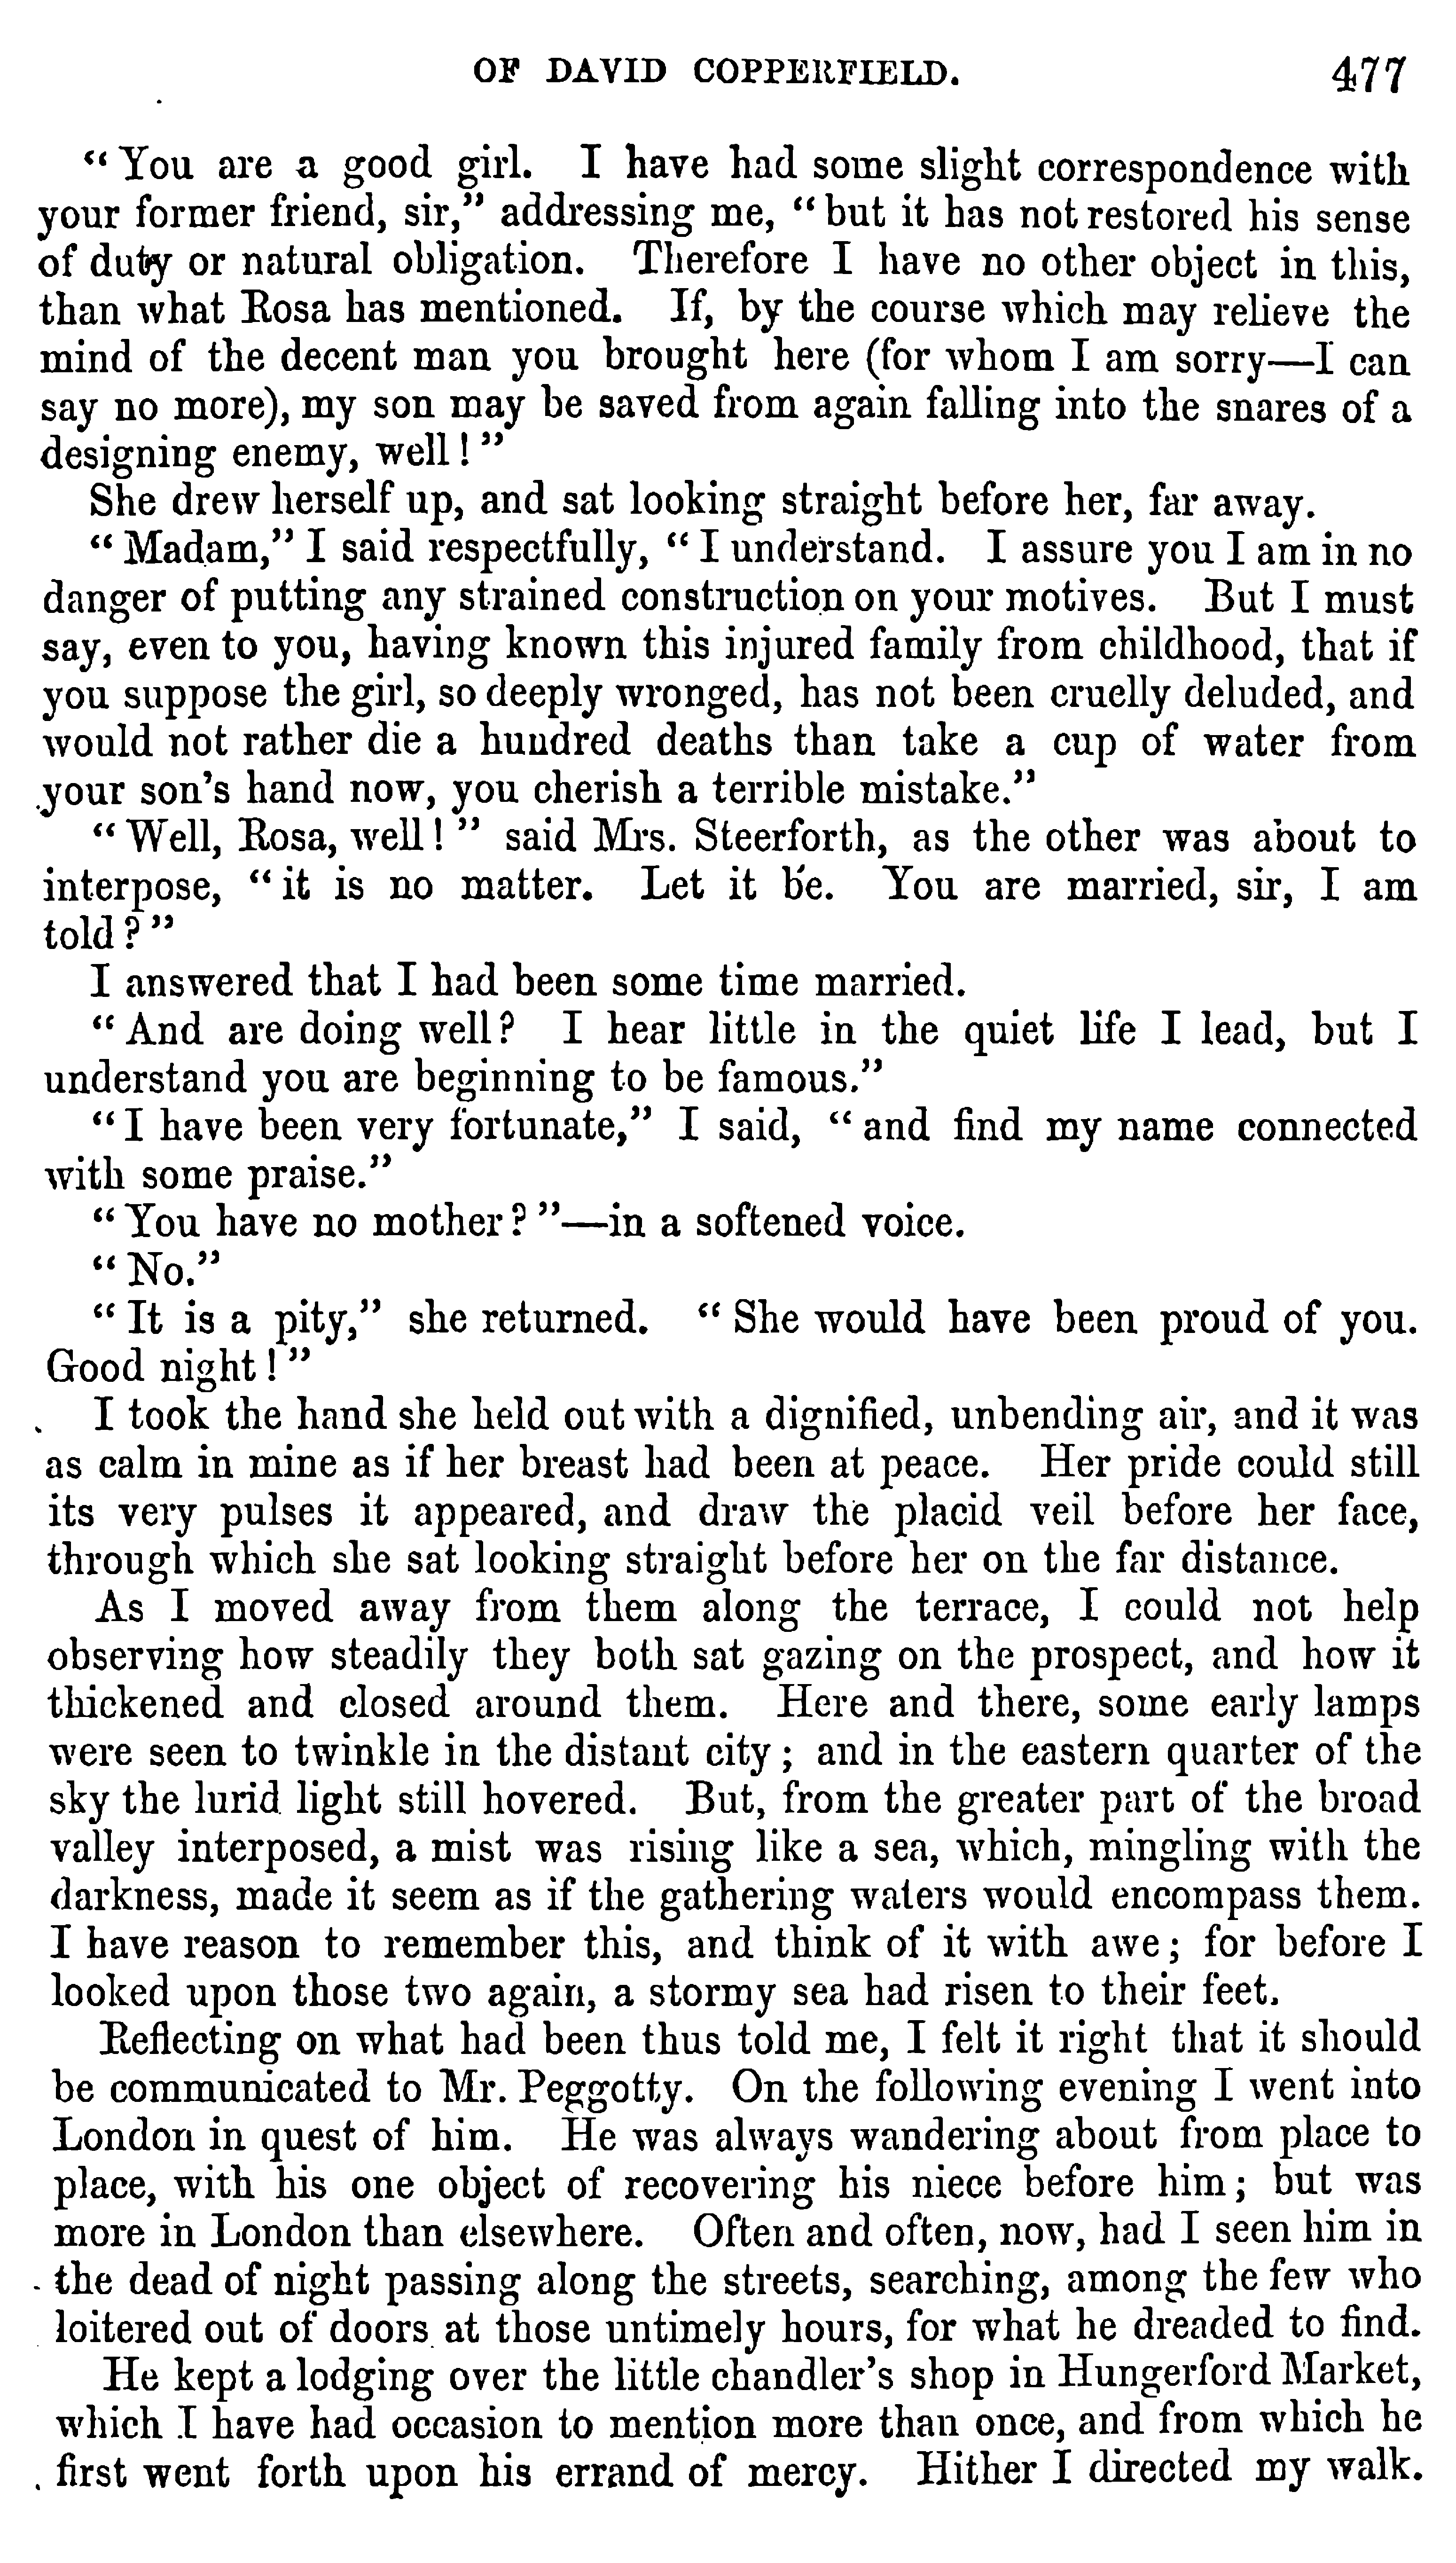 OF DAVID COPPERFIELD. 477
“ You are a good girl. I have had some slight correspondence with
your former friend, sir,” addressing me, “ but it has not restored his sense
of duty or natural obligation. Therefore I have no other object in this,
than what Rosa has mentioned. If, by the course which may relieve the
mind of the decent man you brought here (for whom I am sorry—I can
say no more), my son may be saved from again falling into the snares of a
designing enemy, well ! ”
She drew herself up, and sat looking straight before her, far away.
“ Madam,” I said respectfully, “ I understand. I assure you I am in no
danger of putting any strained construction on your motives. But I must
say, even to you, having known this injured family from childhood, that if
you suppose the girl, so deeply wronged, has not been cruelly deluded, and
would not rather die a hundred deaths than take a cup of water from
your son’s hand now, you cherish a terrible mistake.”
“ Well, Rosa, well ! ” said Mrs. Steerforth, as the other was about to
interpose, “ it is no matter. Let it be. You are married, sir, I am
told ? ”
I answered that I had been some time married.
“ And are doing well ? I hear little in the quiet life I lead, but I
understand you are beginning to be famous.”
“ I have been very fortunate,” I said, “ and find my name connected
with some praise.”
“ You have no mother ? ”—in a softened voice.
“ No.”
“ It is a pity,” she returned. “ She would have been proud of you.
Good night ! ”
I took the hand she held out with a dignified, unbending air, and it was
as calm in mine as if her breast had been at peace. Her pride could still
its very pulses it appeared, and draw the placid veil before her face,
through which she sat looking straight before her on the far distance.
As I moved away from them along the terrace, I could not help
observing how steadily they both sat gazing on the prospect, and how it
thickened and closed around them. Here and there, some early lamps
were seen to twinkle in the distant city ; and in the eastern quarter of the
sky the lurid light still hovered. But, from the greater part of the broad
valley interposed, a mist was rising like a sea, which, mingling with the
darkness, made it seem as if the gathering waters would encompass them.
I have reason to remember this, and think of it with awe ; for before I
looked upon those two again, a stormy sea had risen to their feet.
Reflecting on what had been thus told me, I felt it right that it should
be communicated to Mr. Peggotty. On the following evening I went into
London in quest of him. He was always wandering about from place to
place, with his one object of recovering his niece before him ; but was
more in London than elsewhere. Often and often, now, had I seen him in
the dead of night passing along the streets, searching, among the few who
loitered out of doors at those untimely hours, for what he dreaded to find.
He kept a lodging over the little chandler’s shop in Hungerford Market,
which I have had occasion to mention more than once, and from which he
first went forth upon his errand of mercy. Hither I directed my walk.